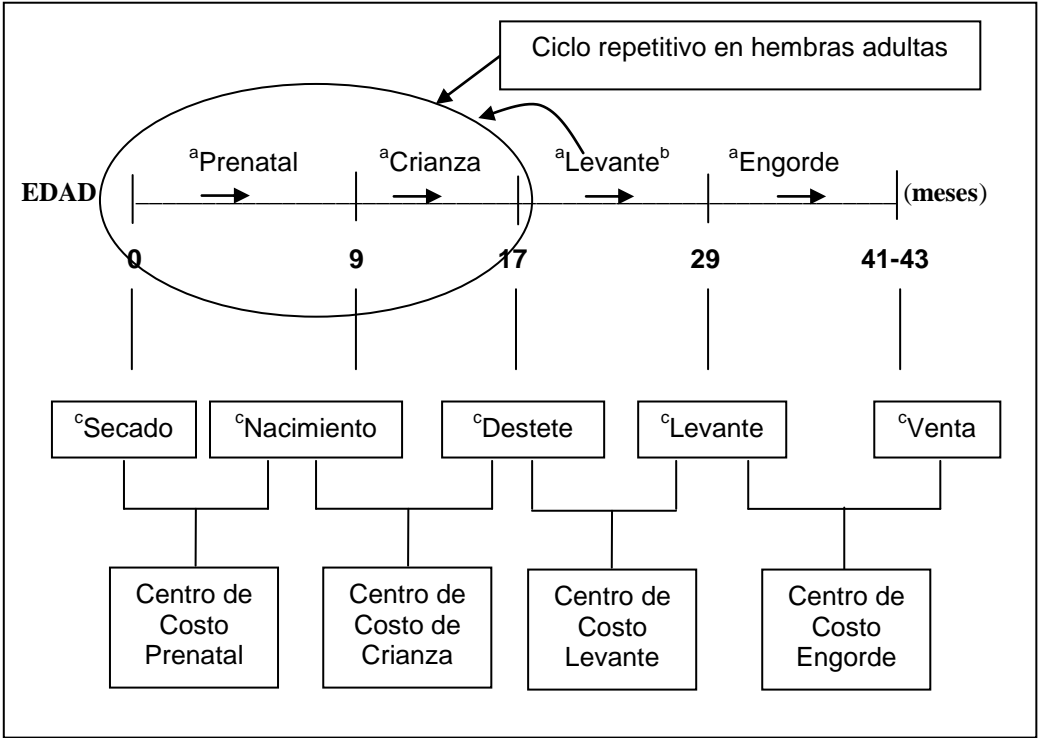 Ciclo repetitivo en hembras adultas
ᵃPrenatal ᵃCrianza ᵃLevanteᵇ ᵃEngorde
EDAD (meses)
0 9 17 29 41-43
ᶜSecado ᶜNacimiento ᶜDestete ᶜLevante ᶜVenta
Centro de
Costo
Prenatal
Centro de
Costo de
Crianza
Centro de
Costo
Levante
Centro de
Costo
Engorde